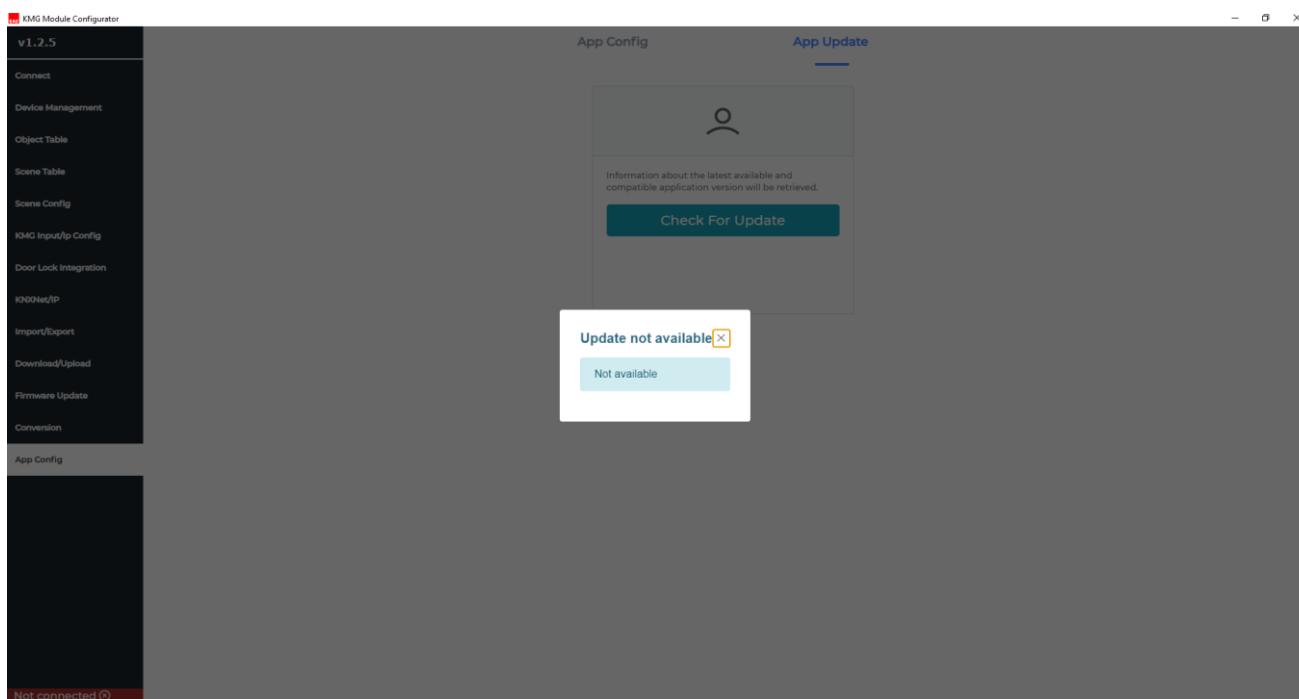 KMG Module Configurator
v1.2.5
Connect
Device Management
Object Table
Scene Table
Scene Config
KMG Input/Ip Config
Door Lock Integration
KNXNet/IP
Import/Export
Download/Upload
Firmware Update
Conversion
App Config
Not connected
App Config
App Update
Information about the latest available and
compatible application version will be retrieved.
Check For Update
Update not available
Not available